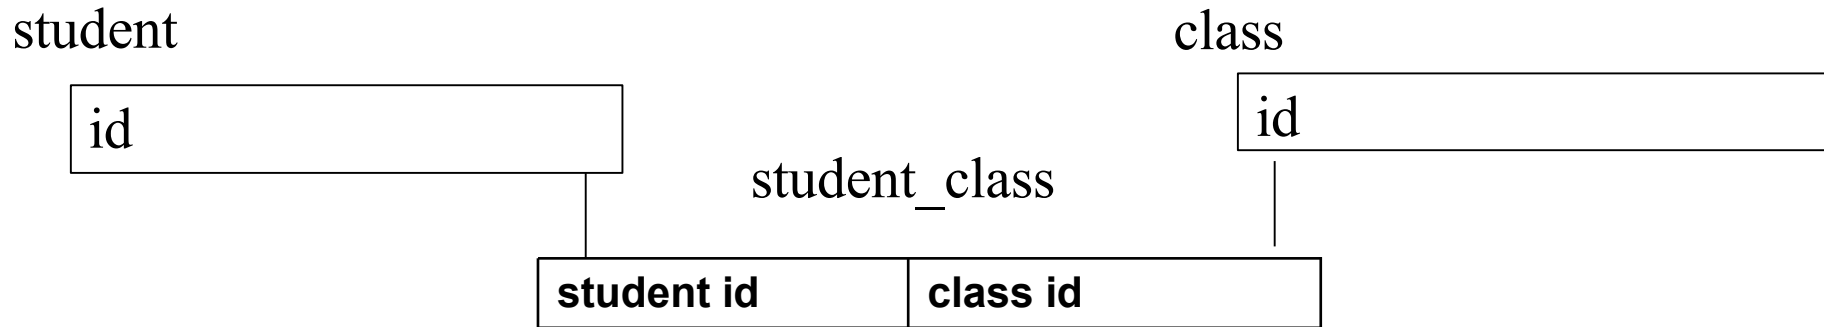 student
class
id
id
student_class
student id
class id